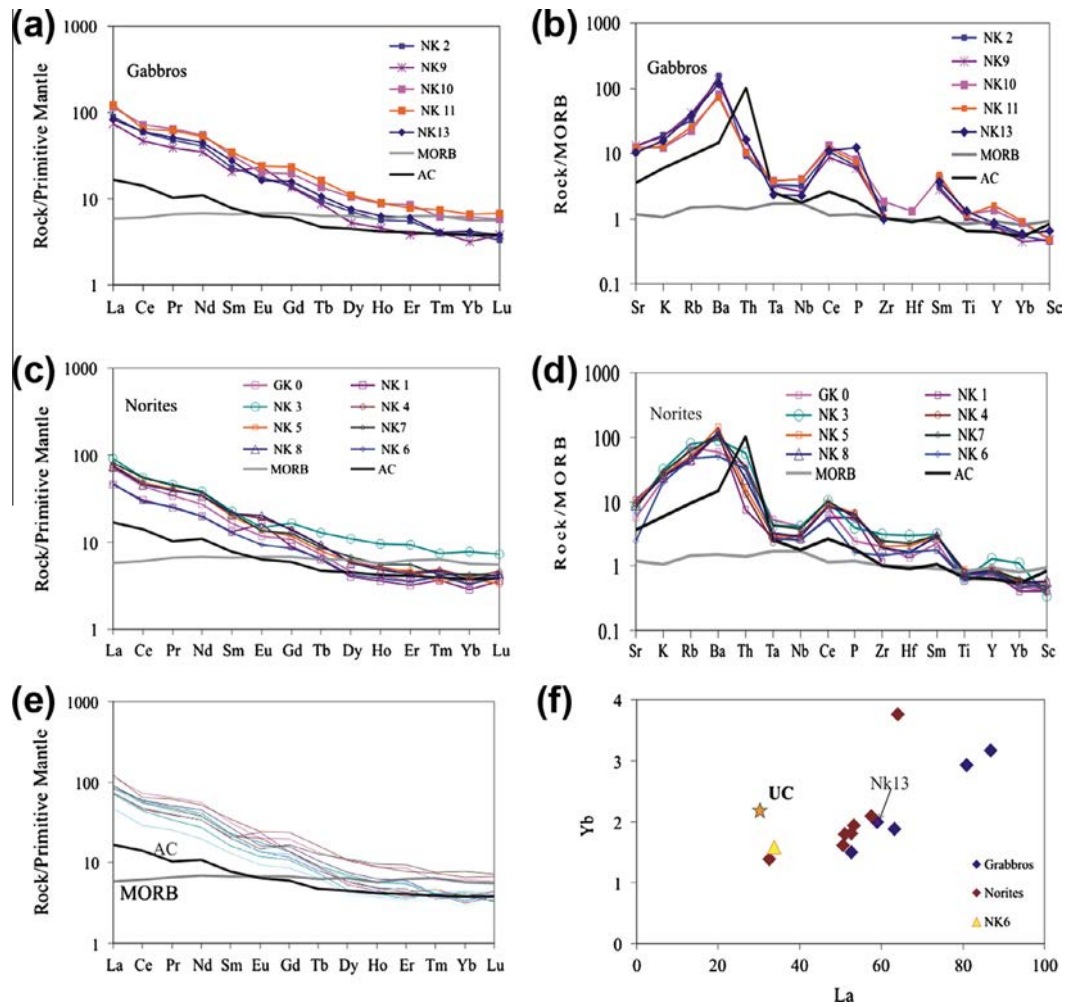 (a)
1000
100
10
1
Rock/Primitive Mantle
Gabbros
NK 2
NK9
NK10
NK 11
NK13
MORB
AC
La Ce Pr Nd Sm Eu Gd Tb Dy Ho Er Tm Yb Lu
(b)
1000
100
10
1
0.1
Rock/MORB
Gabbros
NK 2
NK9
NK10
NK 11
NK13
MORB
AC
Sr K Rb Ba Th Ta Nb Ce P Zr Hf Sm Ti Y Yb Sc
(c)
1000
100
10
1
Rock/Primitive Mantle
Norites
GK 0 NK 1
NK 3 NK 4
NK 5 NK7
NK 8 NK 6
MORB AC
La Ce Pr Nd Sm Eu Gd Tb Dy Ho Er Tm Yb Lu
(d)
1000
100
10
1
0.1
Rock/MORB
Norites
GK 0 NK 1
NK 3 NK 4
NK 5 NK7
NK 8 NK 6
MORB AC
Sr K Rb Ba Th Ta Nb Ce P Zr Hf Sm Ti Y Yb Sc
(e)
1000
100
10
1
Rock/Primitive Mantle
AC
MORB
La Ce Pr Nd Sm Eu Gd Tb Dy Ho Er Tm Yb Lu
(f)
4
3
2
1
0
Yb
UC
Nk13
Grabbros
Norites
NK6
0 20 40 60 80 100
La